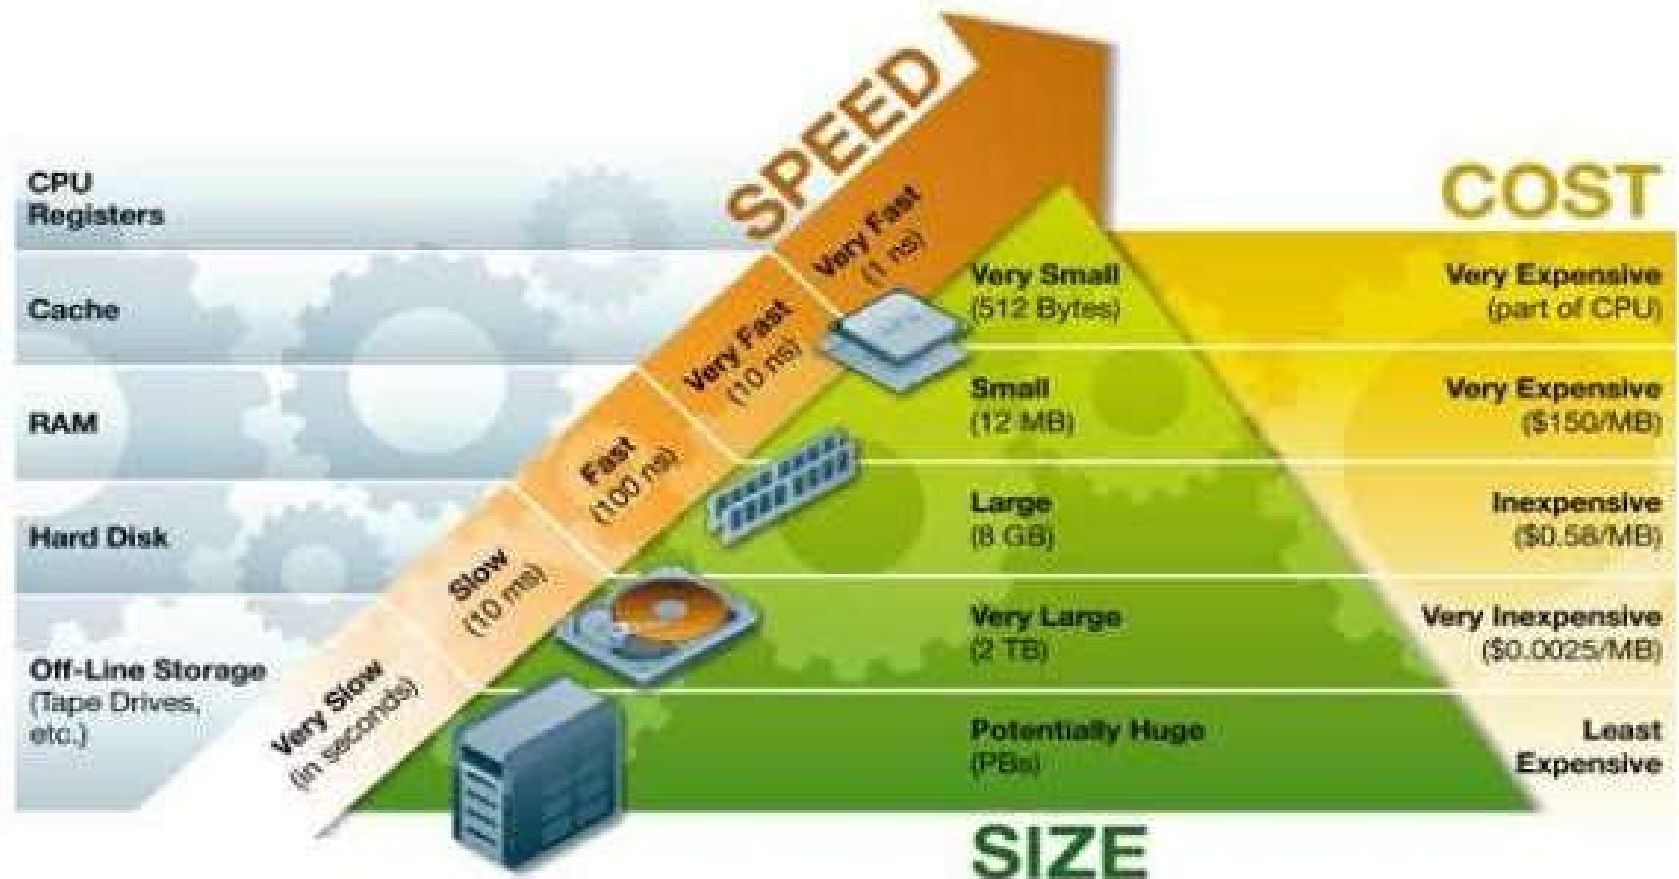 SPEED
COST
CPU
Registers
Very Fast
(1 ns)
Very Small
(512 Bytes)
Very Expensive
(part of CPU)
Cache
Very Fast
(10 ns)
Small
(12 MB)
Very Expensive
($150/MB)
RAM
Fast
(100 ns)
Large
(8 GB)
Inexpensive
($0.58/MB)
Hard Disk
Slow
(10 ms)
Very Large
(2 TB)
Very Inexpensive
($0.0025/MB)
Off-Line Storage
(Tape Drives,
etc.)
Very Slow
(in seconds)
Potentially Huge
(PBs)
Least
Expensive
SIZE